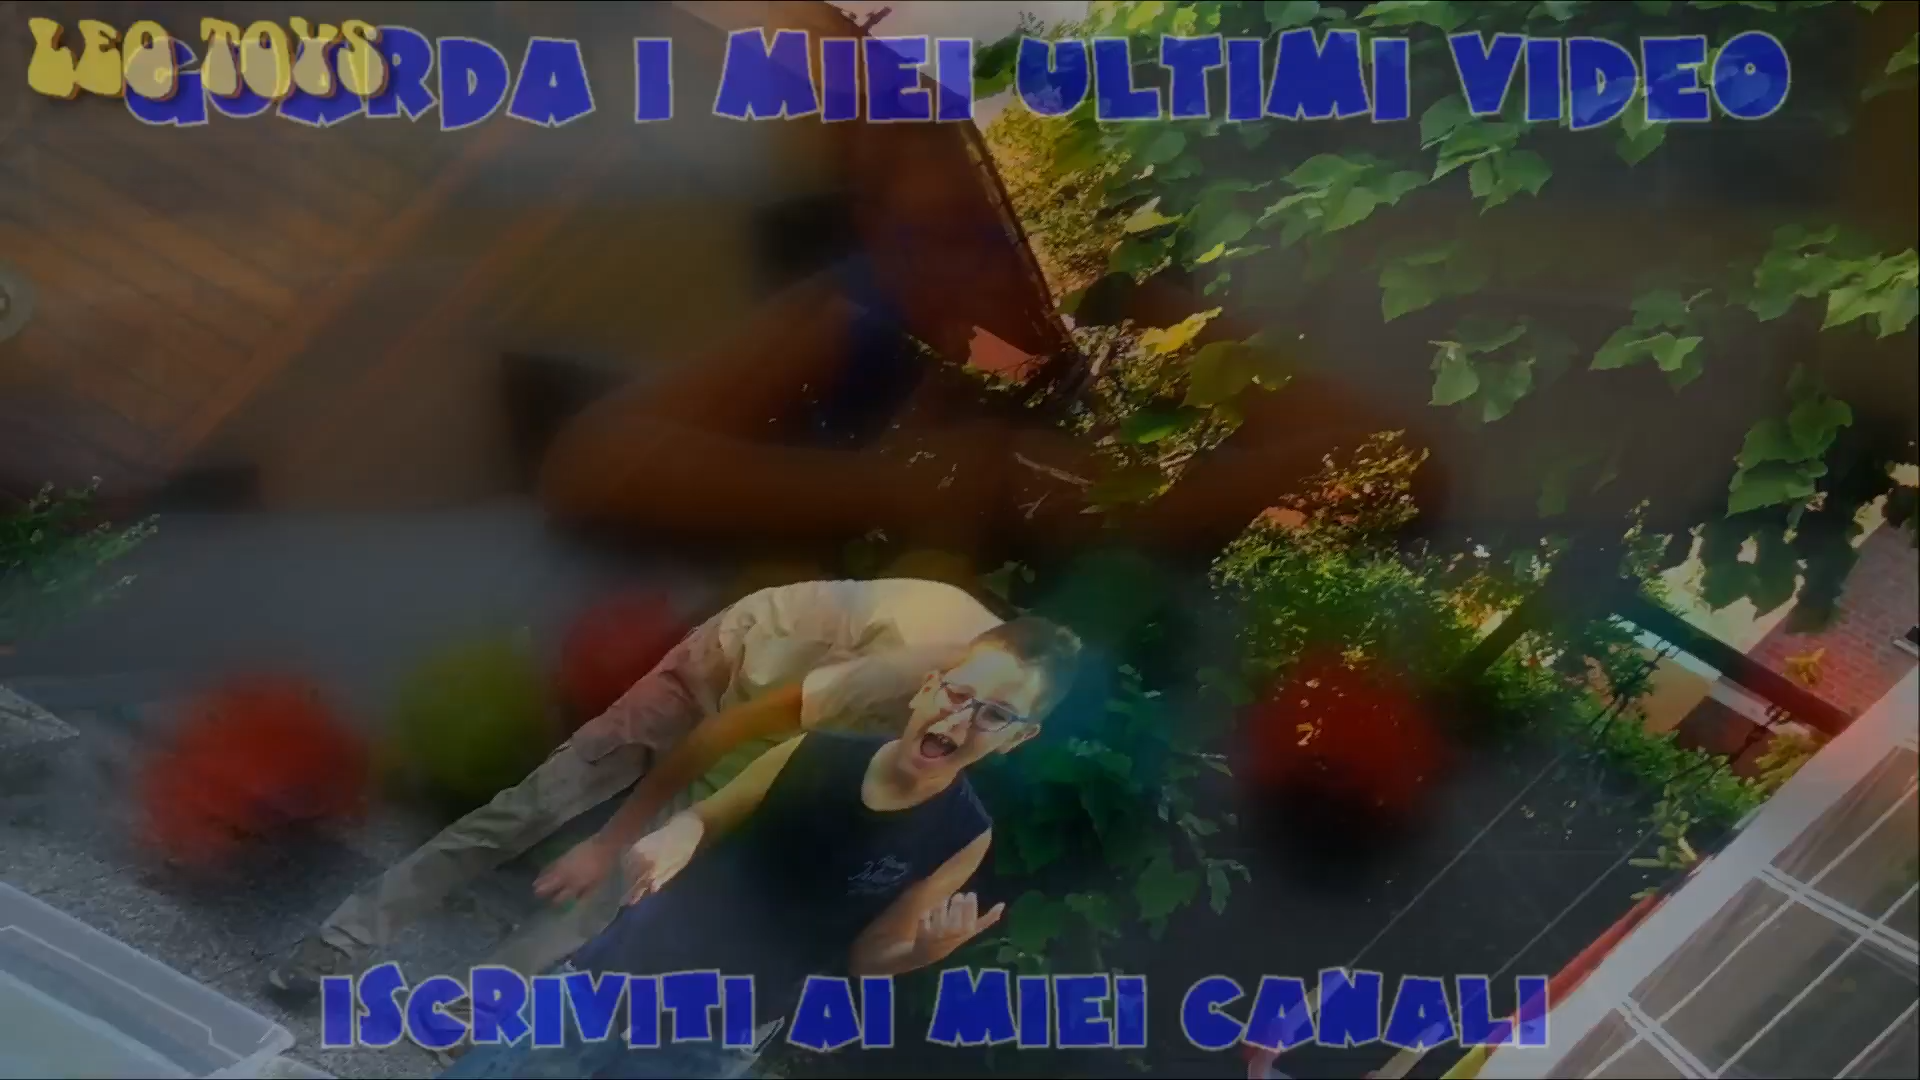 LEO TOYS
GUARDA I MIEI ULTIMI VIDEO
ISCRIVITI AI MIEI CANALI